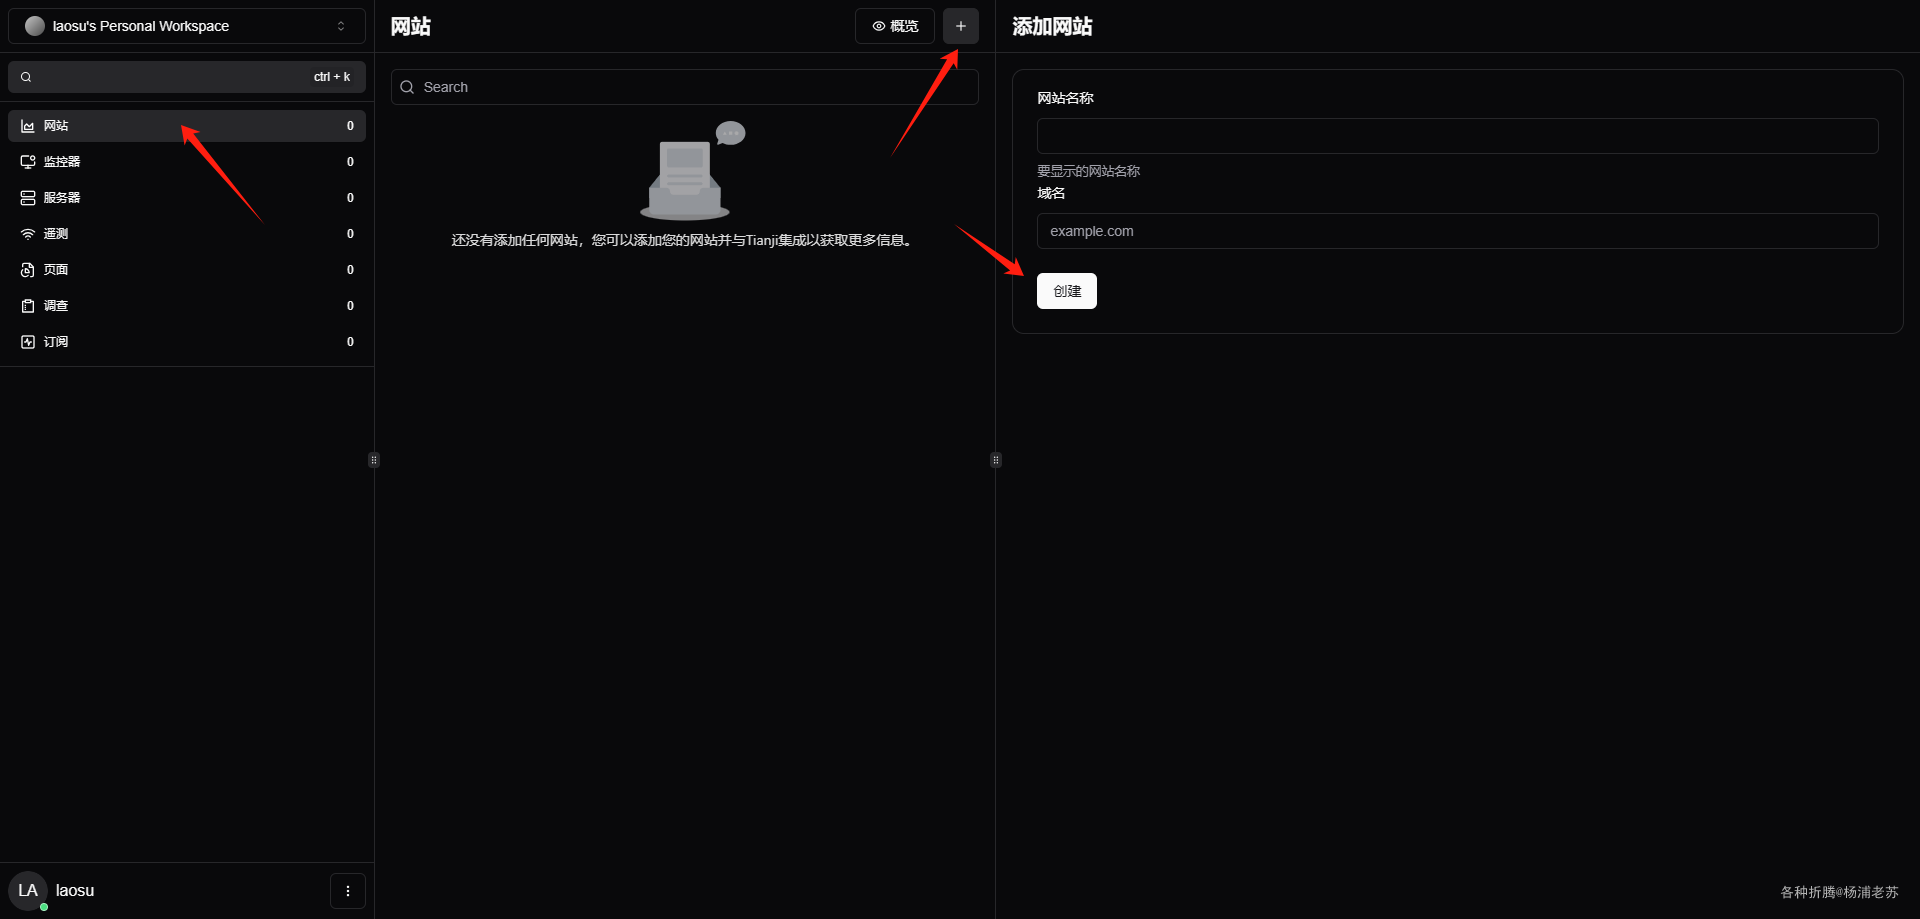 laosu's Personal Workspace
ctrl + k
网站 0
监控器 0
服务器 0
遥测 0
页面 0
调查 0
订阅 0
LA laosu
网站
概览
Search
还没有添加任何网站，您可以添加您的网站并与Tianji集成以获取更多信息。
添加网站
网站名称
要显示的网站名称
域名
example.com
创建
各种折腾@杨浦老苏